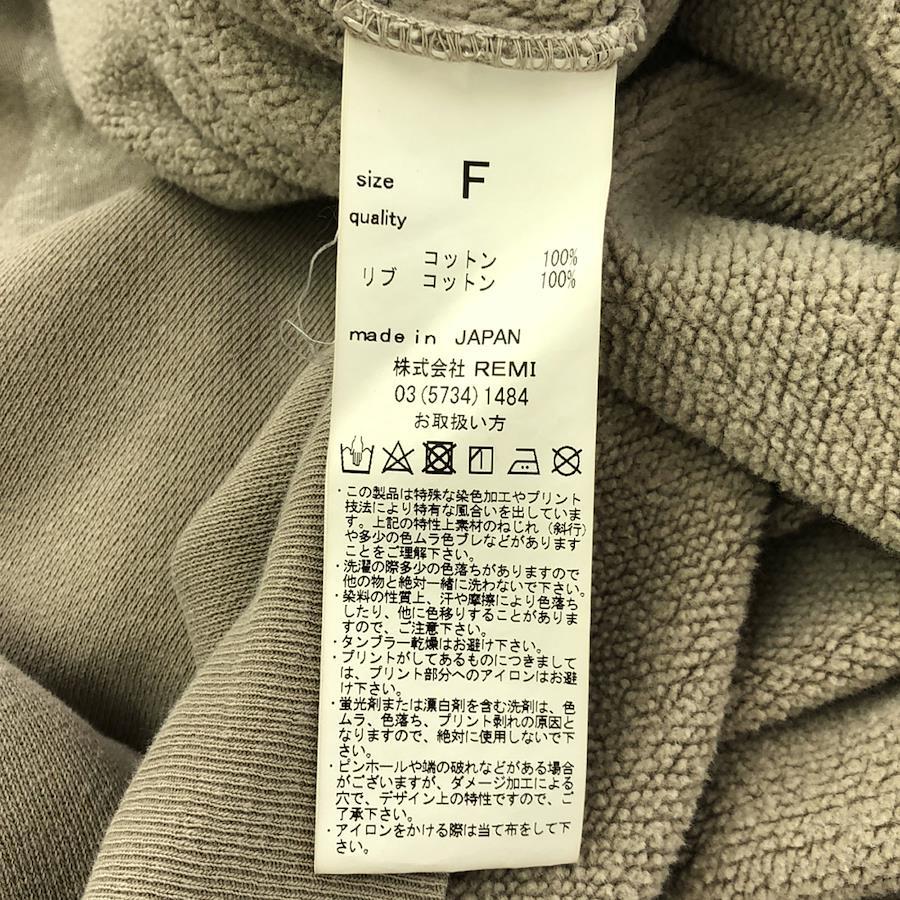 size F
quality
コットン 100%
リブ コットン 100%
made in JAPAN
株式会社 REMI
03(5734)1484
お取扱い方
・この製品は特殊な染色加工やプリント
技法により特有な風合いを出していま
す。上記の特性上素材のねじれ（斜行）
や多少の色ムラ色ブレなどがあります
ことをご理解下さい。
・洗濯の際多少の色落ちがありますので
他の物と絶対一緒に洗わないで下さい。
・染料の性質上、汗や摩擦により色落ち
したり、他に色移りすることがありま
すので、ご注意下さい。
・タンブラー乾燥はお避け下さい。
・プリントがしてあるものにつきまして
は、プリント部分へのアイロンはお避
け下さい。
・蛍光剤または漂白剤を含む洗剤は、色
ムラ、色落ち、プリント剥れの原因と
なりますので、絶対に使用しないで下
さい。
・ピンホールや端の破れなどがある場合
がございますが、ダメージ加工による
穴で、デザイン上の特性ですので、ご
了承下さい。
・アイロンをかける際は当て布をして下
さい。